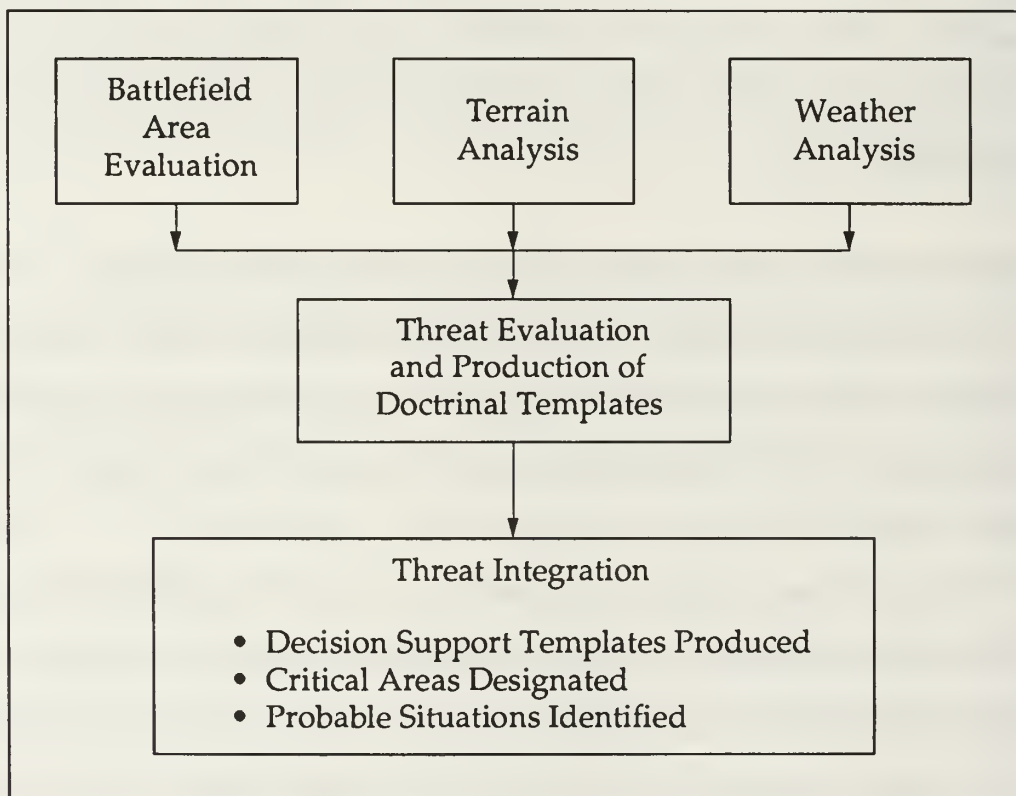 Battlefield
Area
Evaluation
Terrain
Analysis
Weather
Analysis
Threat Evaluation
and Production of
Doctrinal Templates
Threat Integration
• Decision Support Templates Produced
• Critical Areas Designated
• Probable Situations Identified